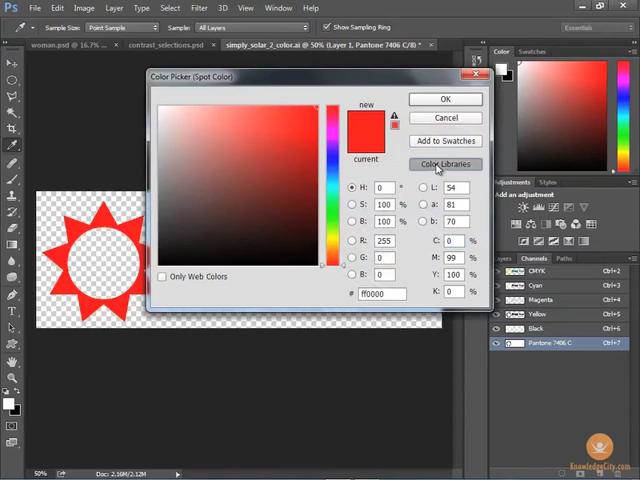 File Edit Image Layer Type Select Filter 3D View Window Help
Sample Size: Point Sample Sample: All Layers Show Sampling Ring Essentials
woman.psd @ 16.7% ... × contrast_selections.psd × simply_solar_2_color.ai @ 50% (Layer 1, Pantone 7406 C/8) * ×
Color Swatches
Color Picker (Spot Color)
new
current
OK
Cancel
Add to Swatches
Color Libraries
H: 0 ° L: 54
S: 100 % a: 81
B: 100 % b: 70
R: 255 C: 0 %
G: 0 M: 99 %
B: 0 Y: 100 %
# ff0000 K: 0 %
Only Web Colors
Adjustments Styles
Layers Channels Paths
CMYK Ctrl+2
Cyan Ctrl+3
Magenta Ctrl+4
Yellow Ctrl+5
Black Ctrl+6
Pantone 7406 C Ctrl+7
KnowledgeCity.com
50% Doc: 2.16M/2.12M